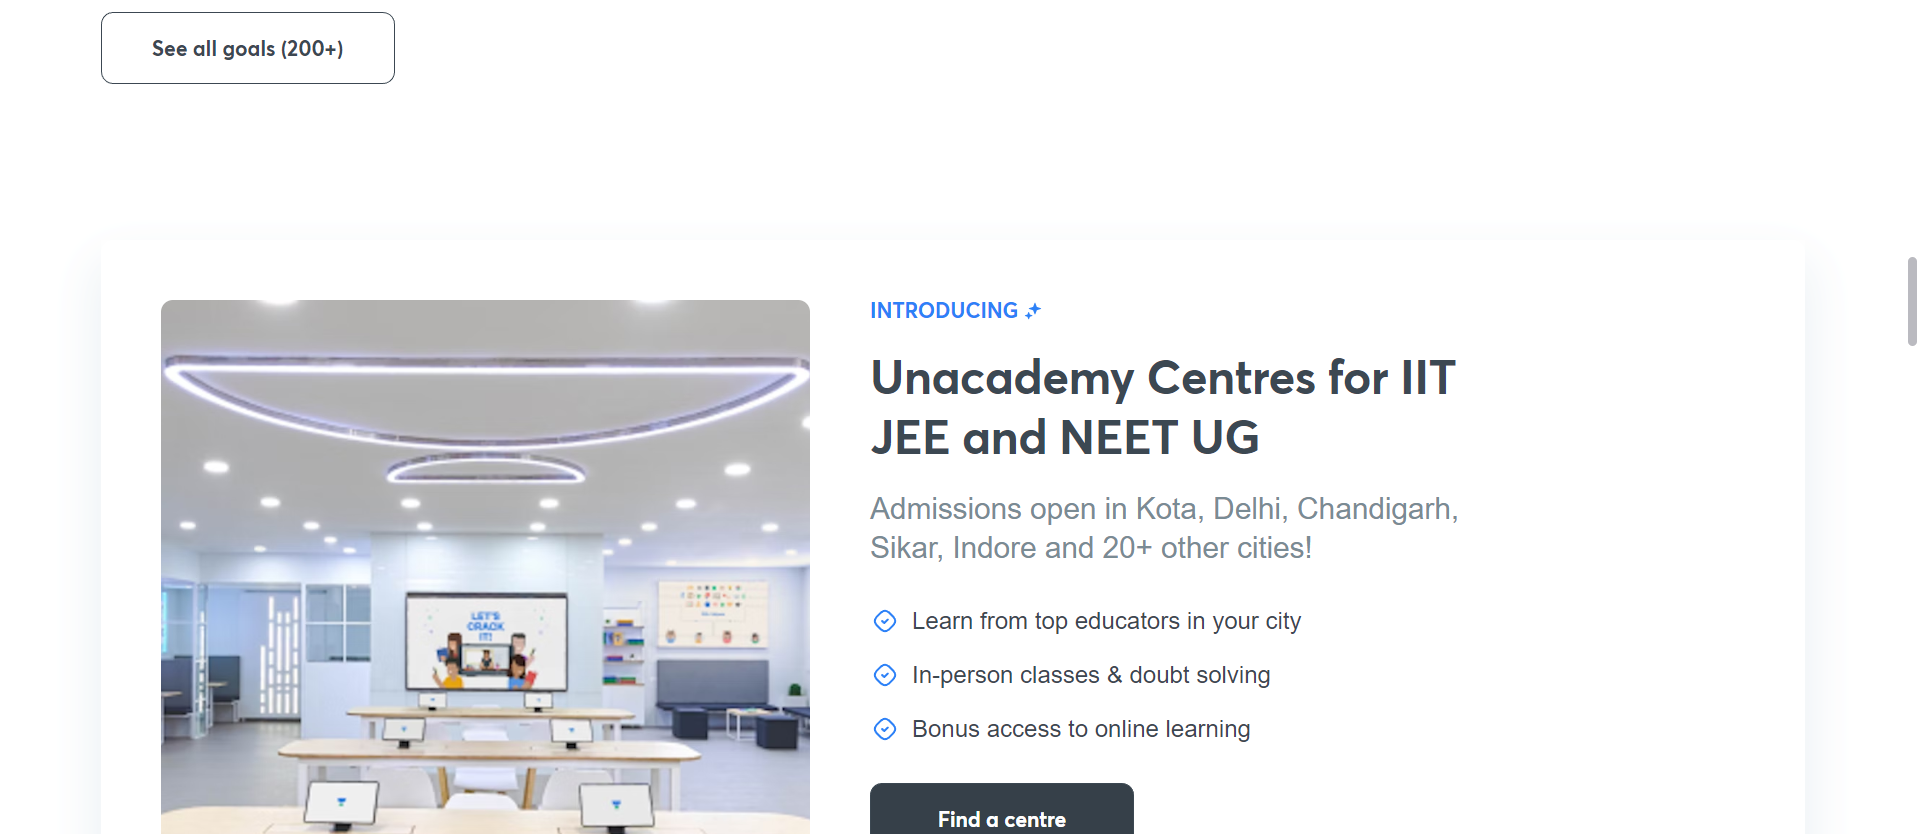 See all goals (200+)
INTRODUCING
Unacademy Centres for IIT
JEE and NEET UG
Admissions open in Kota, Delhi, Chandigarh,
Sikar, Indore and 20+ other cities!
LET'S
CRACK
IT!
Learn from top educators in your city
In-person classes & doubt solving
Bonus access to online learning
Find a centre